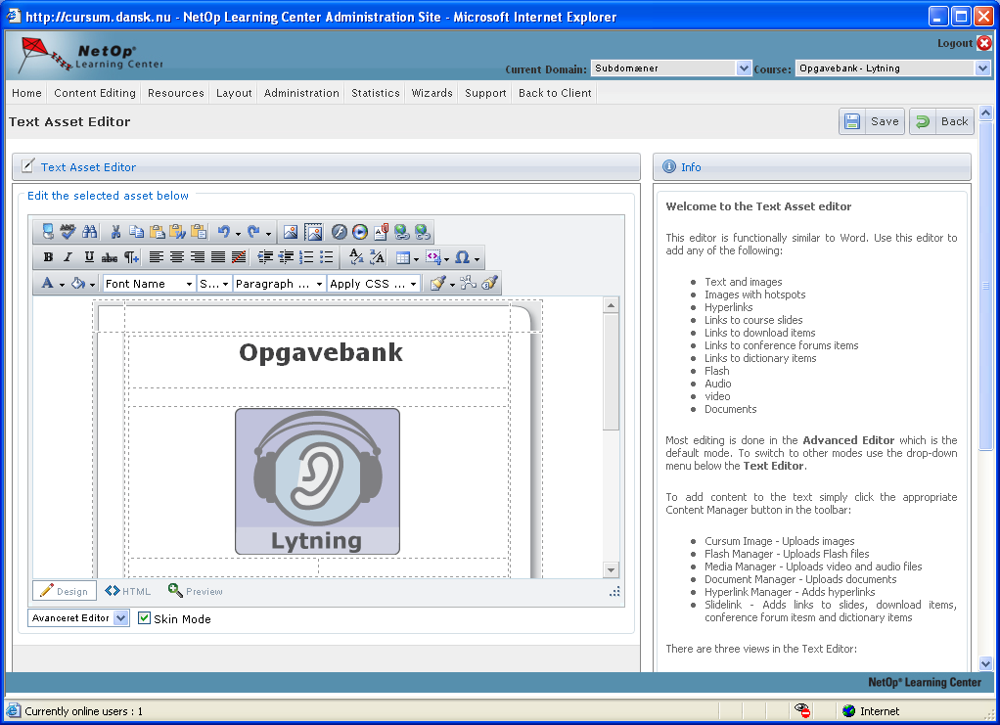 http://cursum.dansk.nu - NetOp Learning Center Administration Site - Microsoft Internet Explorer
NetOp®
Learning Center
Logout
Current Domain: Subdomæner Course: Opgavebank - Lytning
Home Content Editing Resources Layout Administration Statistics Wizards Support Back to Client
Text Asset Editor
Save Back
Text Asset Editor
Edit the selected asset below
Font Name S... Paragraph ... Apply CSS ...
Opgavebank
Lytning
Design HTML Preview
Avanceret Editor Skin Mode
Info
Welcome to the Text Asset editor
This editor is functionally similar to Word. Use this editor to
add any of the following:
Text and images
Images with hotspots
Hyperlinks
Links to course slides
Links to download items
Links to conference forums items
Links to dictionary items
Flash
Audio
video
Documents
Most editing is done in the Advanced Editor which is the
default mode. To switch to other modes use the drop-down
menu below the Text Editor.
To add content to the text simply click the appropriate
Content Manager button in the toolbar:
Cursum Image - Uploads images
Flash Manager - Uploads Flash files
Media Manager - Uploads video and audio files
Document Manager - Uploads documents
Hyperlink Manager - Adds hyperlinks
Slidelink - Adds links to slides, download items,
conference forum itesm and dictionary items
There are three views in the Text Editor:
NetOp® Learning Center
Currently online users : 1 Internet